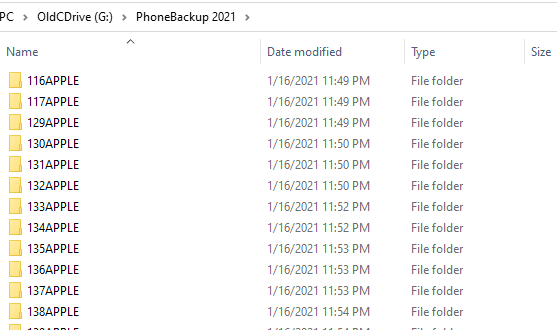 PC > OldCDrive (G:) > PhoneBackup 2021 >
Name Date modified Type Size
116APPLE 1/16/2021 11:49 PM File folder
117APPLE 1/16/2021 11:49 PM File folder
129APPLE 1/16/2021 11:49 PM File folder
130APPLE 1/16/2021 11:50 PM File folder
131APPLE 1/16/2021 11:50 PM File folder
132APPLE 1/16/2021 11:50 PM File folder
133APPLE 1/16/2021 11:52 PM File folder
134APPLE 1/16/2021 11:52 PM File folder
135APPLE 1/16/2021 11:53 PM File folder
136APPLE 1/16/2021 11:53 PM File folder
137APPLE 1/16/2021 11:53 PM File folder
138APPLE 1/16/2021 11:54 PM File folder